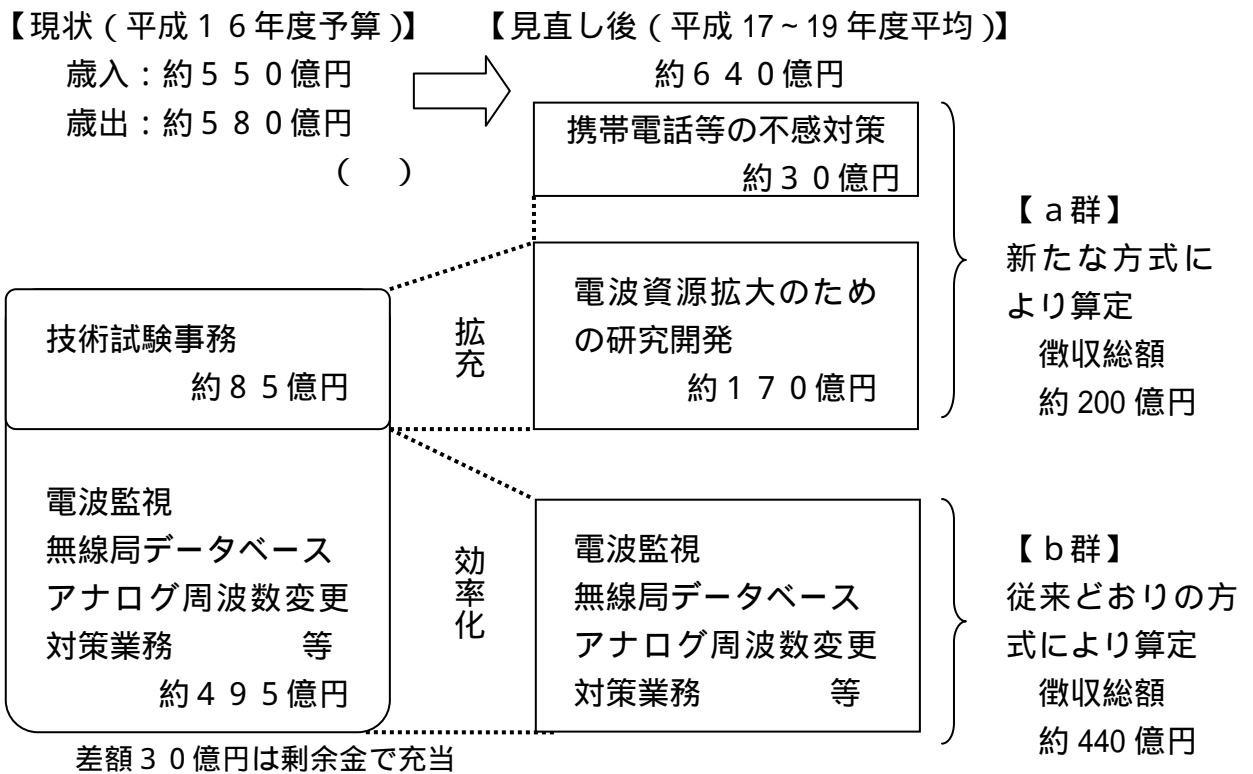 【現状（平成１６年度予算）】
歳入：約５５０億円
歳出：約５８０億円
（　）
技術試験事務
約８５億円
電波監視
無線局データベース
アナログ周波数変更
対策業務　　　等
約４９５億円
差額３０億円は剰余金で充当
拡充
効率化
【見直し後（平成 17~19 年度平均）】
約６４０億円
携帯電話等の不感対策
約３０億円
電波資源拡大のため
の研究開発
約１７０億円
電波監視
無線局データベース
アナログ周波数変更
対策業務　　　等
【ａ群】
新たな方式に
より算定
徴収総額
約 200 億円
【ｂ群】
従来どおりの方
式により算定
徴収総額
約 440 億円